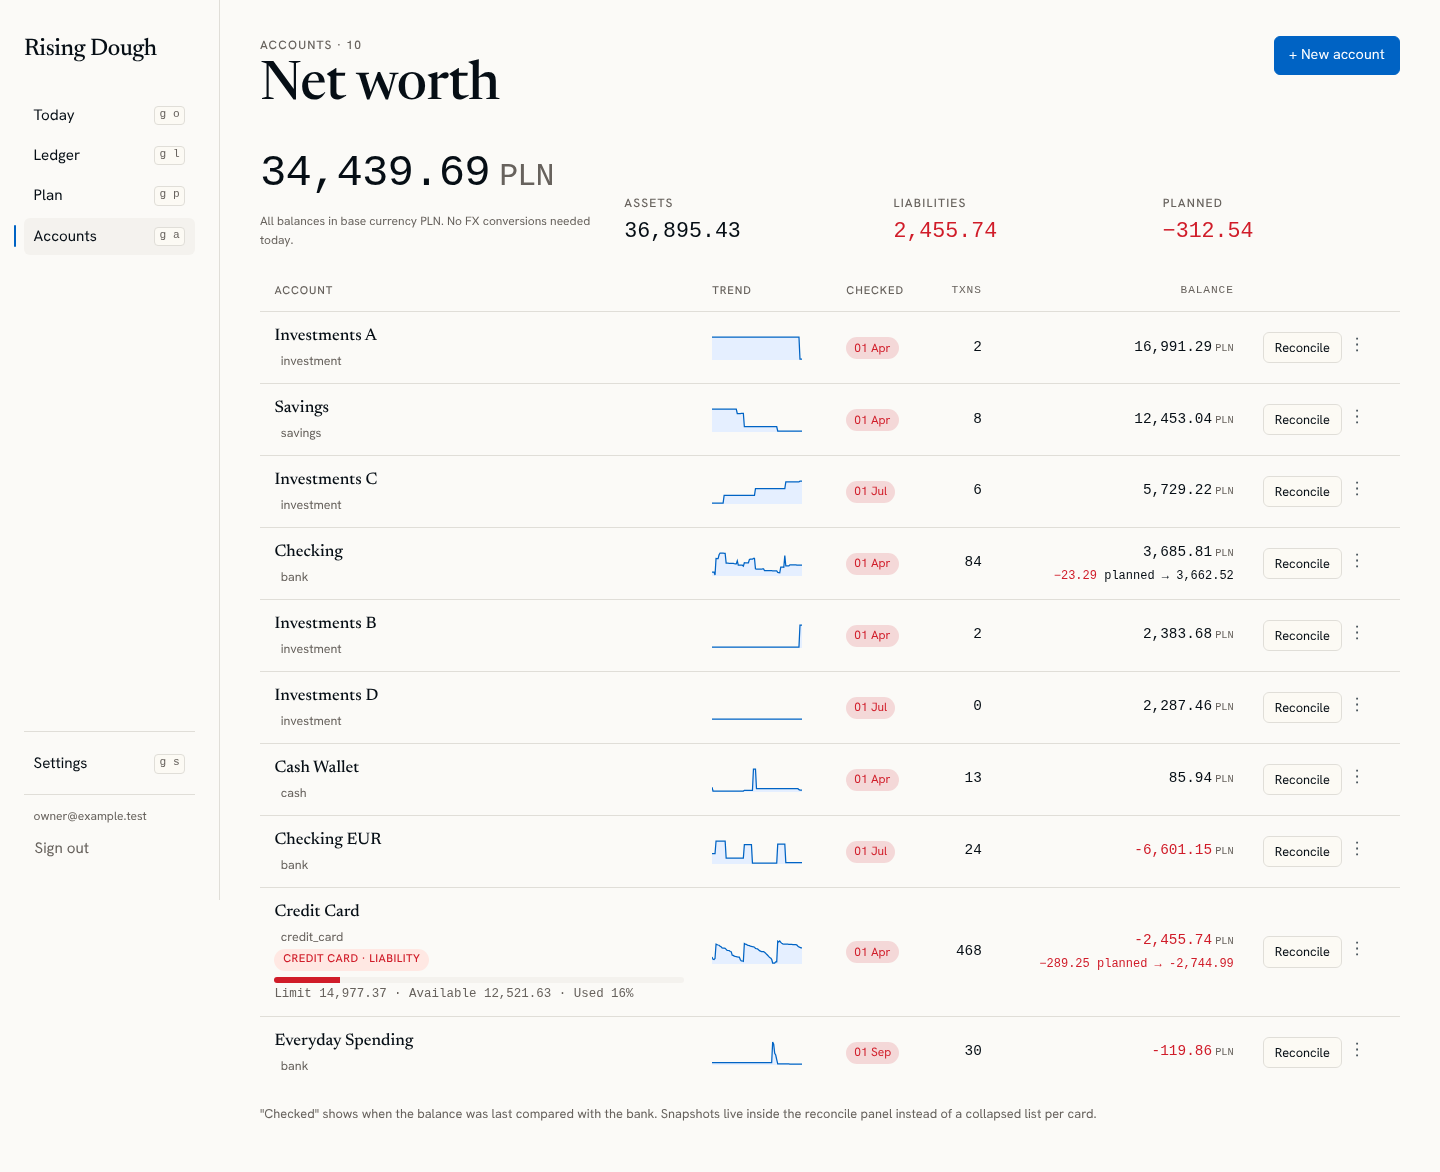 Rising Dough
Today g o
Ledger g l
Plan g p
Accounts g a
Settings g s
owner@example.test
Sign out
ACCOUNTS · 10
Net worth
+ New account
34,439.69 PLN
All balances in base currency PLN. No FX conversions needed
today.
ASSETS
36,895.43
LIABILITIES
2,455.74
PLANNED
−312.54
ACCOUNT TREND CHECKED TXNS BALANCE
Investments A
investment
01 Apr 2 16,991.29 PLN Reconcile
Savings
savings
01 Apr 8 12,453.04 PLN Reconcile
Investments C
investment
01 Jul 6 5,729.22 PLN Reconcile
Checking
bank
01 Apr 84 3,685.81 PLN Reconcile
−23.29 planned → 3,662.52
Investments B
investment
01 Apr 2 2,383.68 PLN Reconcile
Investments D
investment
01 Jul 0 2,287.46 PLN Reconcile
Cash Wallet
cash
01 Apr 13 85.94 PLN Reconcile
Checking EUR
bank
01 Jul 24 -6,601.15 PLN Reconcile
Credit Card
credit_card
CREDIT CARD · LIABILITY
Limit 14,977.37 · Available 12,521.63 · Used 16%
01 Apr 468 -2,455.74 PLN Reconcile
−289.25 planned → -2,744.99
Everyday Spending
bank
01 Sep 30 -119.86 PLN Reconcile
"Checked" shows when the balance was last compared with the bank. Snapshots live inside the reconcile panel instead of a collapsed list per card.